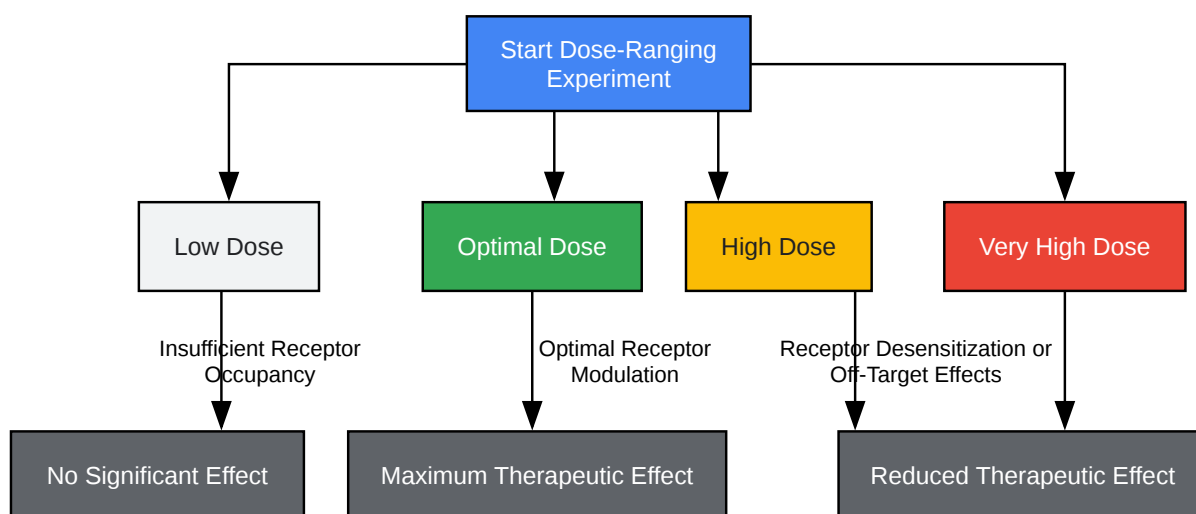 Start Dose-Ranging
Experiment
Low Dose
Optimal Dose
High Dose
Very High Dose
Insufficient Receptor
Occupancy
Optimal Receptor
Modulation
Receptor Desensitization or
Off-Target Effects
No Significant Effect
Maximum Therapeutic Effect
Reduced Therapeutic Effect